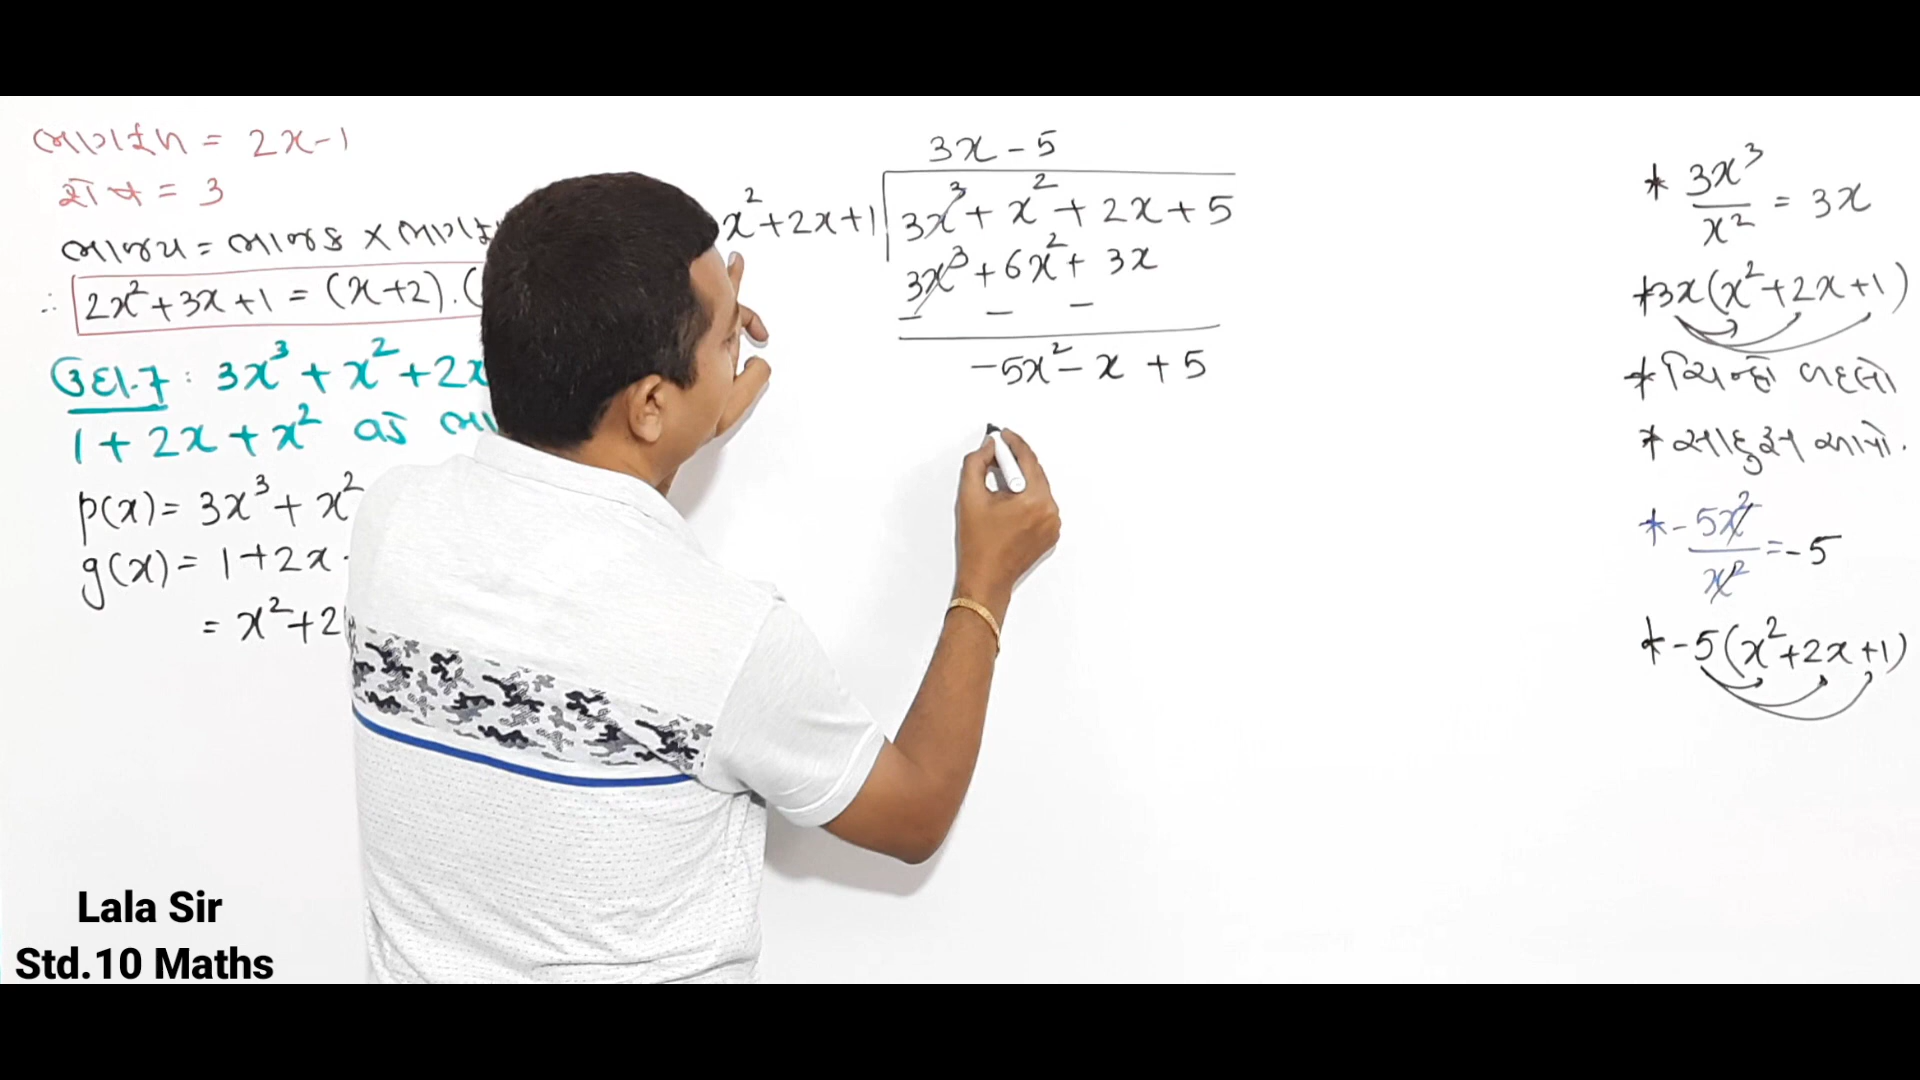 ભાગફળ = 2x-1
શેષ = 3
ભાજ્ય = ભાજક × ભાગફ
∴ 2x²+3x+1 = (x+2).(
ઉદા.7 : 3x³+x²+2x
1+2x+x² વડે ભા
p(x)= 3x³+x²
g(x)= 1+2x
= x²+2
3x-5
x²+2x+1 3x³+x²+2x+5
3x³+6x²+3x
- - -
-5x²-x+5
* 3x³/x² = 3x
*3x(x²+2x+1)
* ચિન્હો બદલો
* સાદુરૂપ આપો.
* -5x²/x² =-5
* -5(x²+2x+1)
Lala Sir
Std.10 Maths